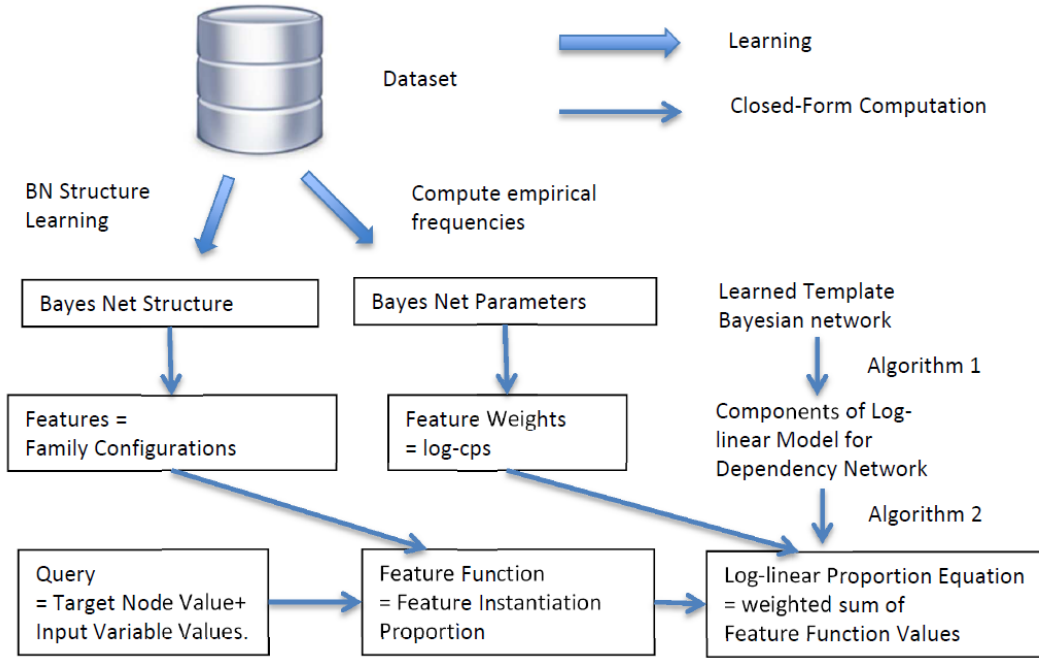 Dataset
Learning
Closed-Form Computation
BN Structure
Learning
Compute empirical
frequencies
Bayes Net Structure
Bayes Net Parameters
Learned Template
Bayesian network
Algorithm 1
Features =
Family Configurations
Feature Weights
= log-cps
Components of Log-
linear Model for
Dependency Network
Algorithm 2
Query
= Target Node Value+
Input Variable Values.
Feature Function
= Feature Instantiation
Proportion
Log-linear Proportion Equation
= weighted sum of
Feature Function Values